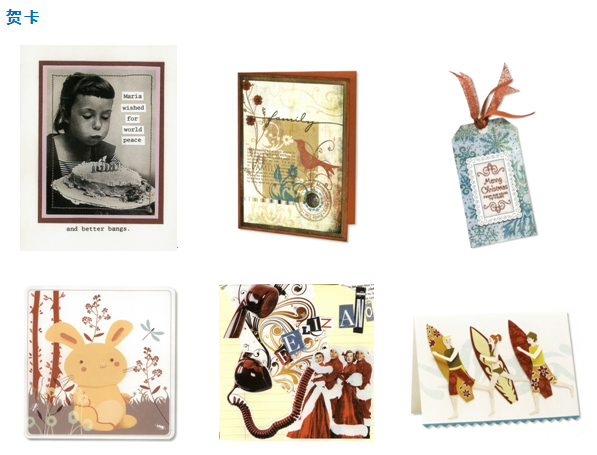 贺卡
Maria
wished
for
world
peace
and better bangs.
family
Merry
Christmas
FELIZ AÑO